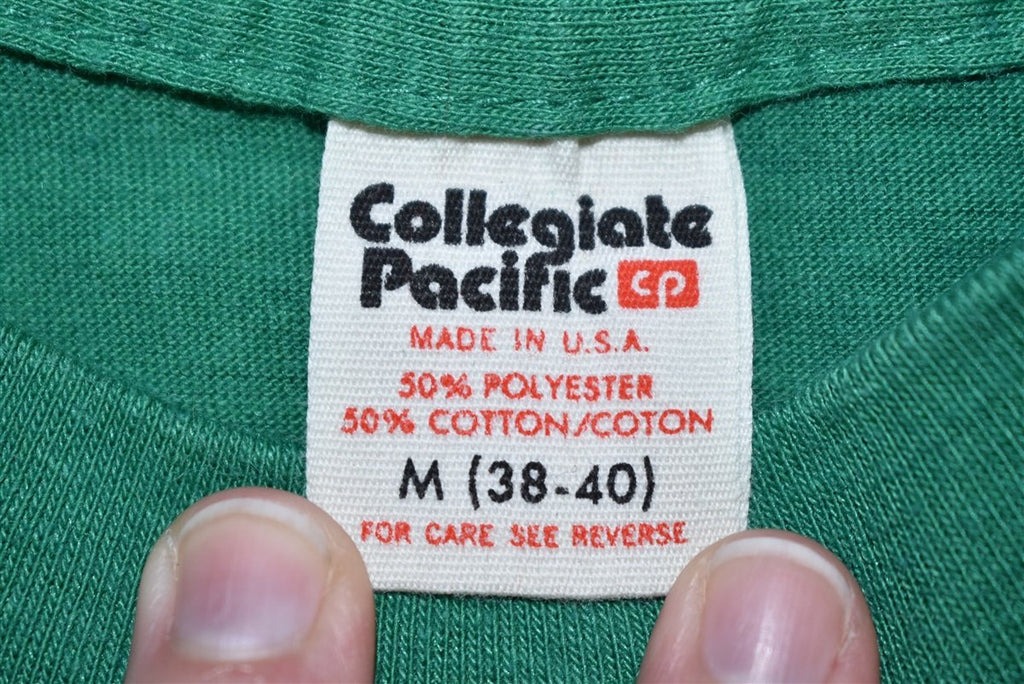 Collegiate
Pacific CP
MADE IN U.S.A.
50% POLYESTER
50% COTTON/COTON
M (38-40)
FOR CARE SEE REVERSE